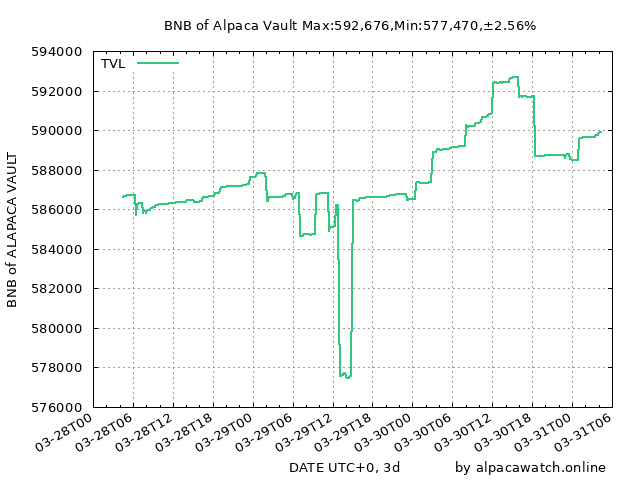 BNB of Alpaca Vault Max:592,676,Min:577,470,±2.56%
TVL
594000
592000
590000
588000
586000
584000
582000
580000
578000
576000
BNB of ALAPACA VAULT
03-28T00
03-28T06
03-28T12
03-28T18
03-29T00
03-29T06
03-29T12
03-29T18
03-30T00
03-30T06
03-30T12
03-30T18
03-31T00
03-31T06
DATE UTC+0, 3d
by alpacawatch.online